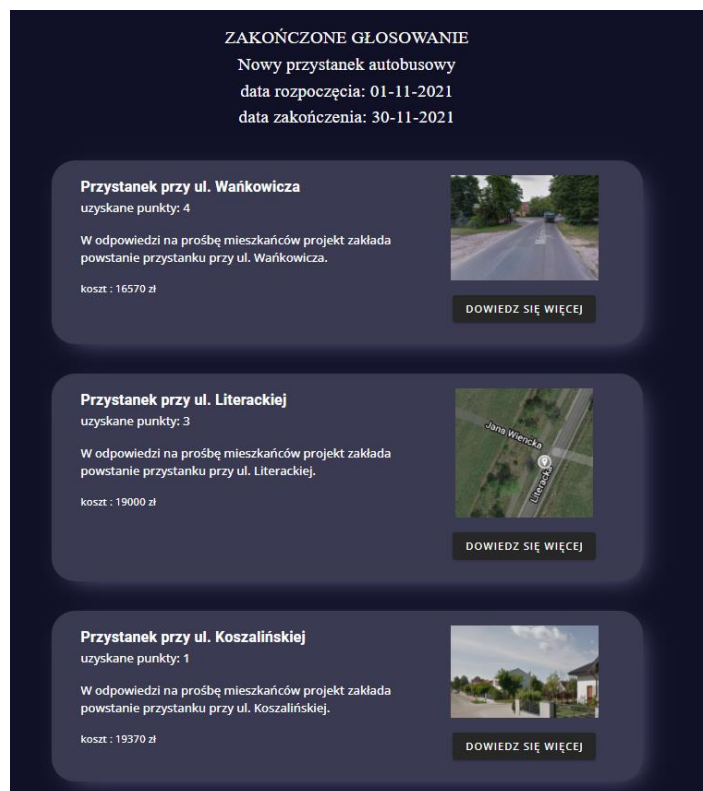 ZAKOŃCZONE GŁOSOWANIE
Nowy przystanek autobusowy
data rozpoczęcia: 01-11-2021
data zakończenia: 30-11-2021
Przystanek przy ul. Wańkowicza
uzyskane punkty: 4
W odpowiedzi na prośbę mieszkańców projekt zakłada
powstanie przystanku przy ul. Wańkowicza.
koszt : 16570 zł
DOWIEDZ SIĘ WIĘCEJ
Przystanek przy ul. Literackiej
uzyskane punkty: 3
W odpowiedzi na prośbę mieszkańców projekt zakłada
powstanie przystanku przy ul. Literackiej.
koszt : 19000 zł
Jana Wiencka
Literacka
DOWIEDZ SIĘ WIĘCEJ
Przystanek przy ul. Koszalińskiej
uzyskane punkty: 1
W odpowiedzi na prośbę mieszkańców projekt zakłada
powstanie przystanku przy ul. Koszalińskiej.
koszt : 19370 zł
DOWIEDZ SIĘ WIĘCEJ